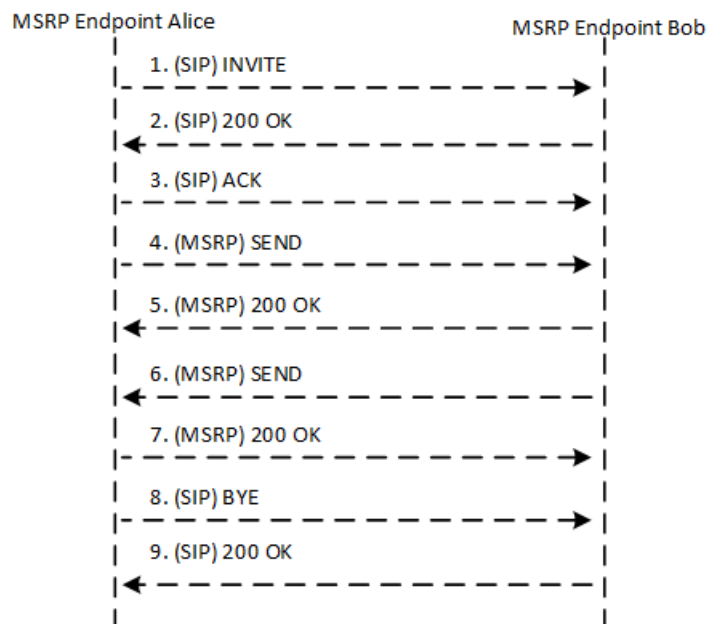 MSRP Endpoint Alice
MSRP Endpoint Bob
1. (SIP) INVITE
2. (SIP) 200 OK
3. (SIP) ACK
4. (MSRP) SEND
5. (MSRP) 200 OK
6. (MSRP) SEND
7. (MSRP) 200 OK
8. (SIP) BYE
9. (SIP) 200 OK